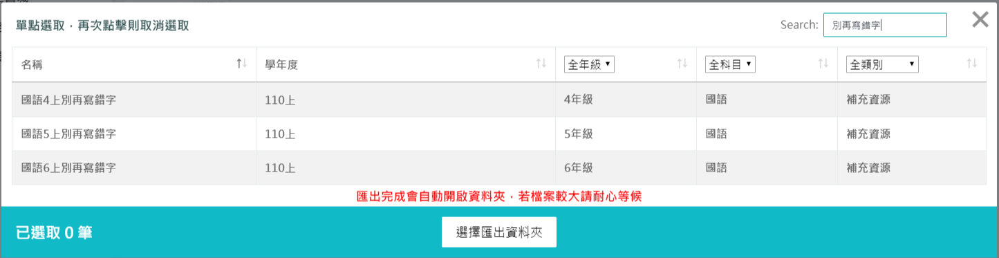 單點選取，再次點擊則取消選取
Search: 別再寫錯字
名稱 學年度 全年級 全科目 全類別
國語4上別再寫錯字 110上 4年級 國語 補充資源
國語5上別再寫錯字 110上 5年級 國語 補充資源
國語6上別再寫錯字 110上 6年級 國語 補充資源
匯出完成會自動開啟資料夾，若檔案較大請耐心等候
已選取 0 筆
選擇匯出資料夾